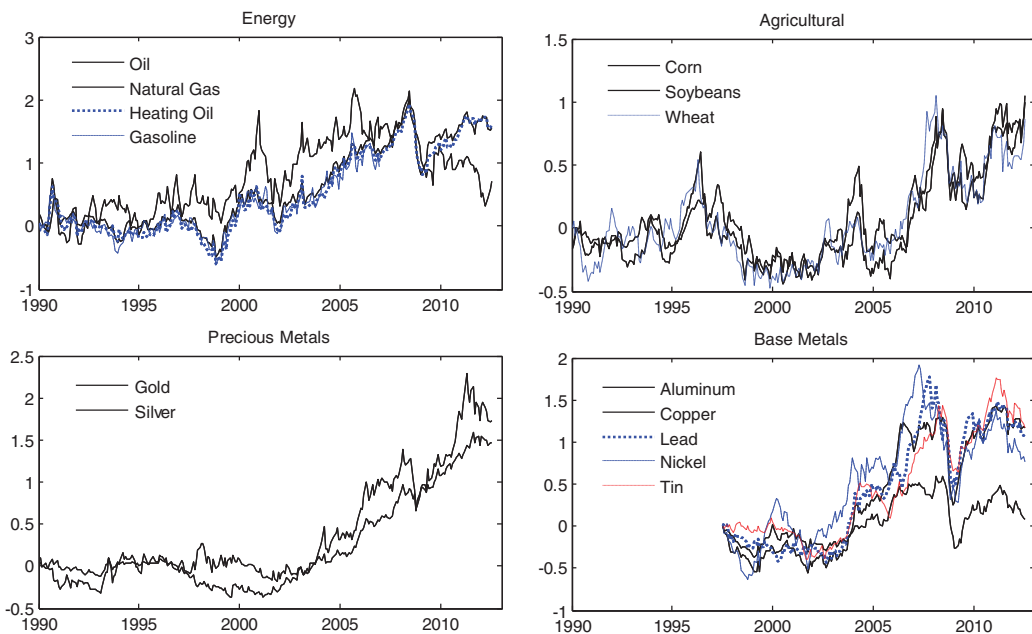 Energy
3
2
1
0
-1
Oil
Natural Gas
Heating Oil
Gasoline
1990 1995 2000 2005 2010
Agricultural
1.5
1
0.5
0
-0.5
Corn
Soybeans
Wheat
1990 1995 2000 2005 2010
Precious Metals
2.5
2
1.5
1
0.5
0
-0.5
Gold
Silver
1990 1995 2000 2005 2010
Base Metals
2
1.5
1
0.5
0
-0.5
-1
Aluminum
Copper
Lead
Nickel
Tin
1990 1995 2000 2005 2010